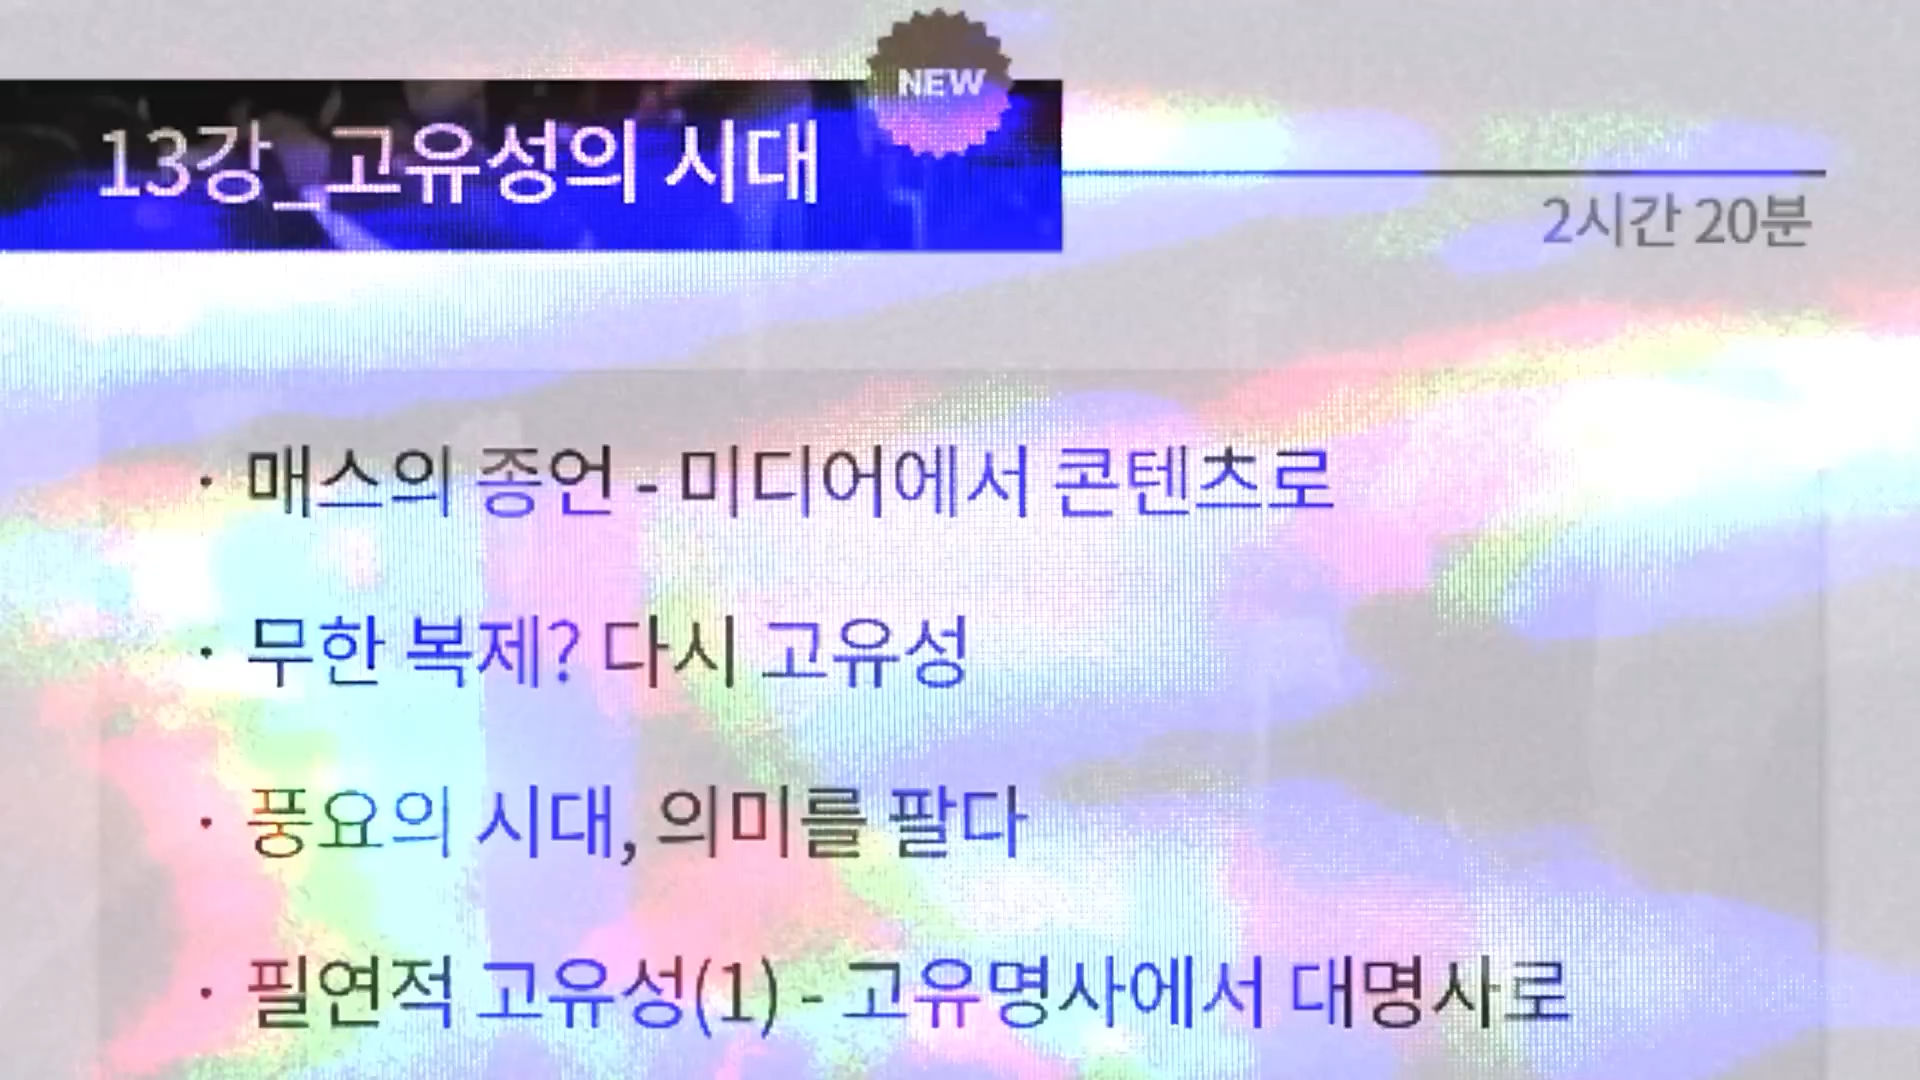 NEW
13강_고유성의 시대
2시간 20분
· 매스의 종언 - 미디어에서 콘텐츠로
· 무한 복제? 다시 고유성
· 풍요의 시대, 의미를 팔다
· 필연적 고유성(1) - 고유명사에서 대명사로